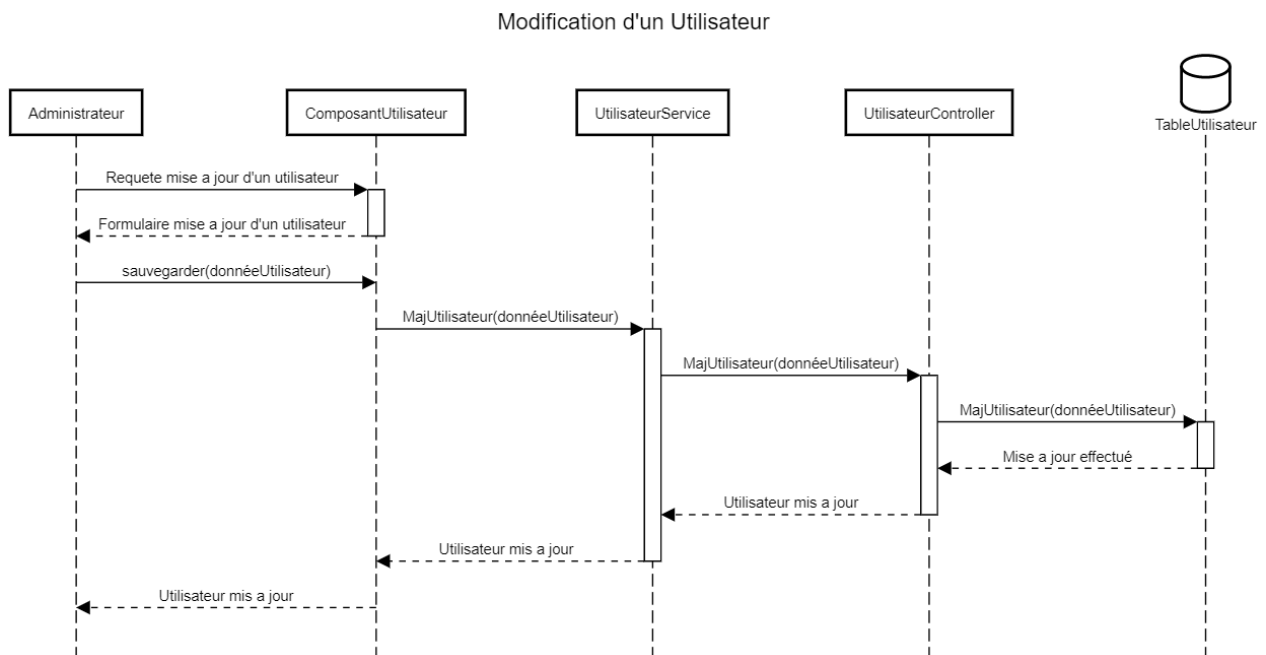 Modification d'un Utilisateur
Administrateur
ComposantUtilisateur
UtilisateurService
UtilisateurController
TableUtilisateur
Requete mise a jour d'un utilisateur
Formulaire mise a jour d'un utilisateur
sauvegarder(donnéeUtilisateur)
MajUtilisateur(donnéeUtilisateur)
MajUtilisateur(donnéeUtilisateur)
MajUtilisateur(donnéeUtilisateur)
Mise a jour effectué
Utilisateur mis a jour
Utilisateur mis a jour
Utilisateur mis a jour